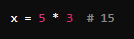 x = 5 * 3  # 15